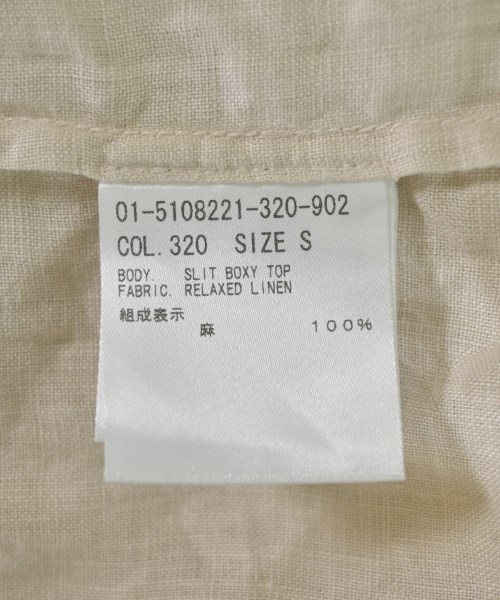 01-5108221-320-902
COL. 320 SIZE S
BODY. SLIT BOXY TOP
FABRIC. RELAXED LINEN
組成表示
麻 100%